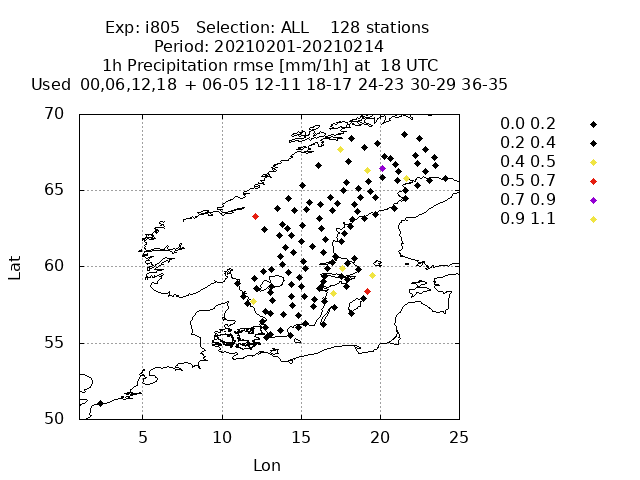 Exp: i805 Selection: ALL 128 stations
Period: 20210201-20210214
1h Precipitation rmse [mm/1h] at 18 UTC
Used 00,06,12,18 + 06-05 12-11 18-17 24-23 30-29 36-35
70
65
60
55
50
Lat
5 10 15 20 25
Lon
0.0 0.2
0.2 0.4
0.4 0.5
0.5 0.7
0.7 0.9
0.9 1.1